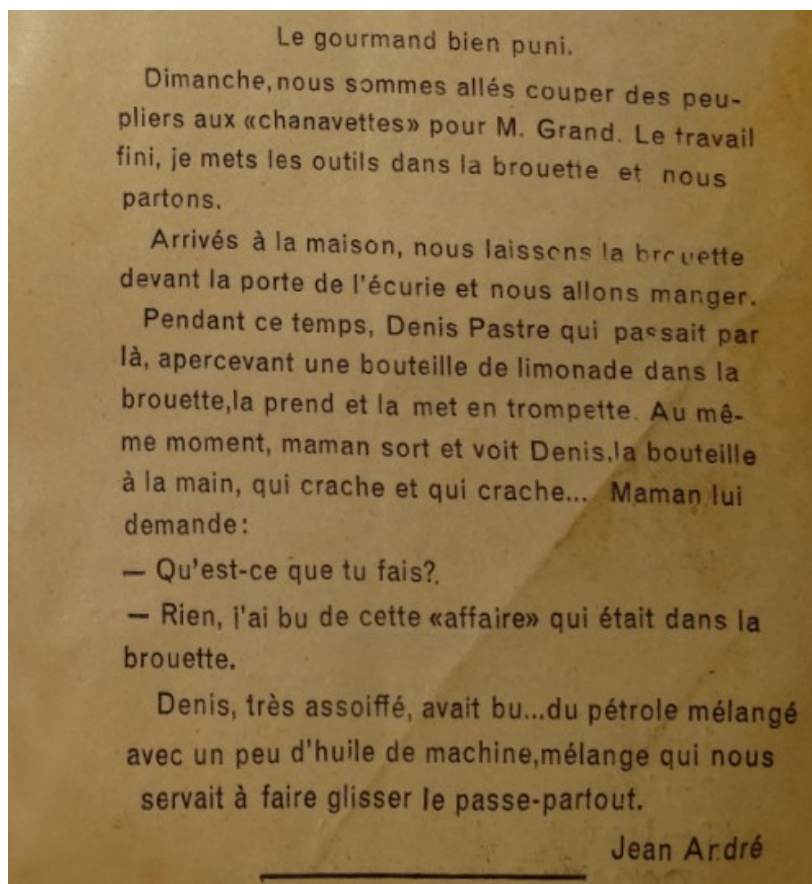 Le gourmand bien puni.
Dimanche, nous sommes allés couper des peu-
pliers aux «chanavettes» pour M. Grand. Le travail
fini, je mets les outils dans la brouette et nous
partons.
Arrivés à la maison, nous laissons la brouette
devant la porte de l'écurie et nous allons manger.
Pendant ce temps, Denis Pastre qui passait par
là, apercevant une bouteille de limonade dans la
brouette,la prend et la met en trompette. Au mê-
me moment, maman sort et voit Denis,la bouteille
à la main, qui crache et qui crache... Maman lui
demande:
— Qu'est-ce que tu fais?.
— Rien, j'ai bu de cette «affaire» qui était dans la
brouette.
Denis, très assoiffé, avait bu...du pétrole mélangé
avec un peu d'huile de machine,mélange qui nous
servait à faire glisser le passe-partout.
Jean André